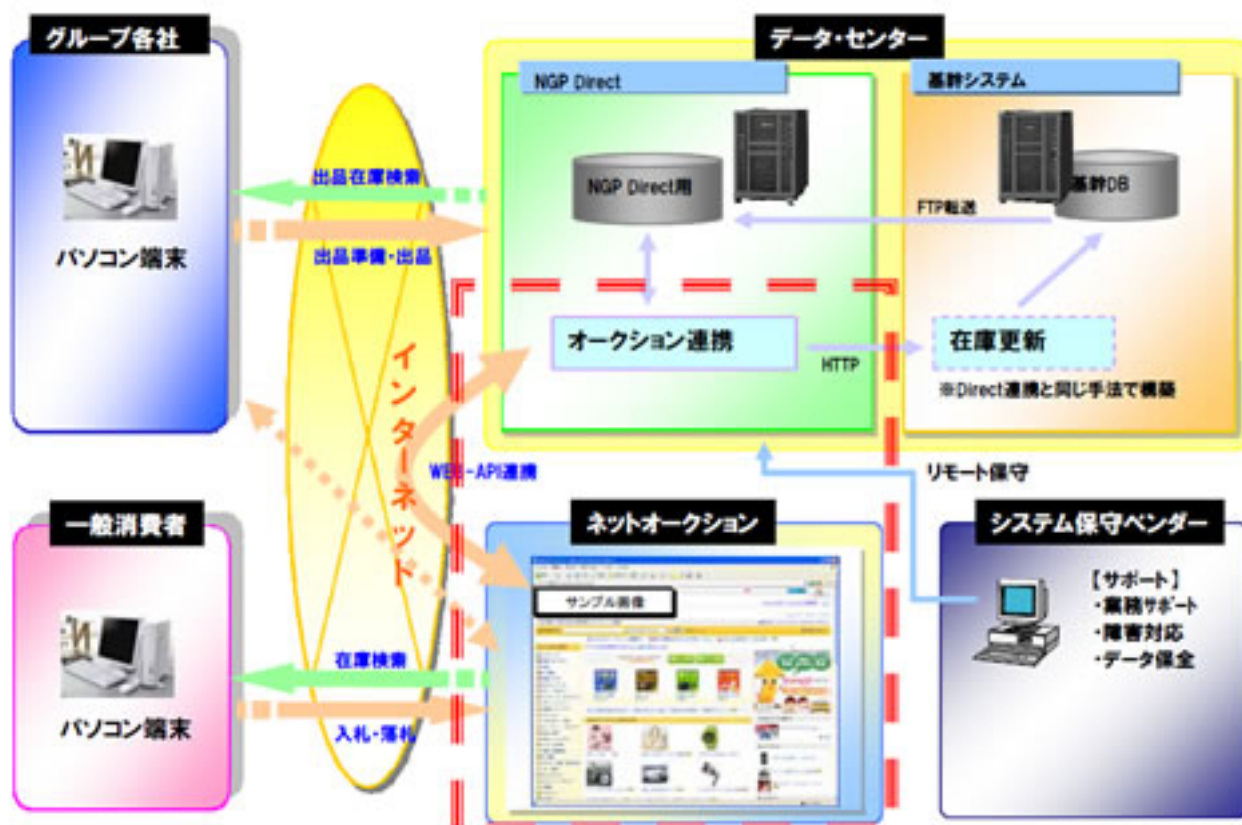 グループ各社
パソコン端末
出品在庫検索
出品準備・出品
インターネット
データ・センター
NGP Direct
NGP Direct用
基幹システム
基幹DB
FTP転送
オークション連携
HTTP
在庫更新
※Direct連携と同じ手法で構築
WEB-API連携
リモート保守
一般消費者
パソコン端末
在庫検索
入札・落札
ネットオークション
サンプル画像
システム保守ベンダー
【サポート】
・業務サポート
・障害対応
・データ保全